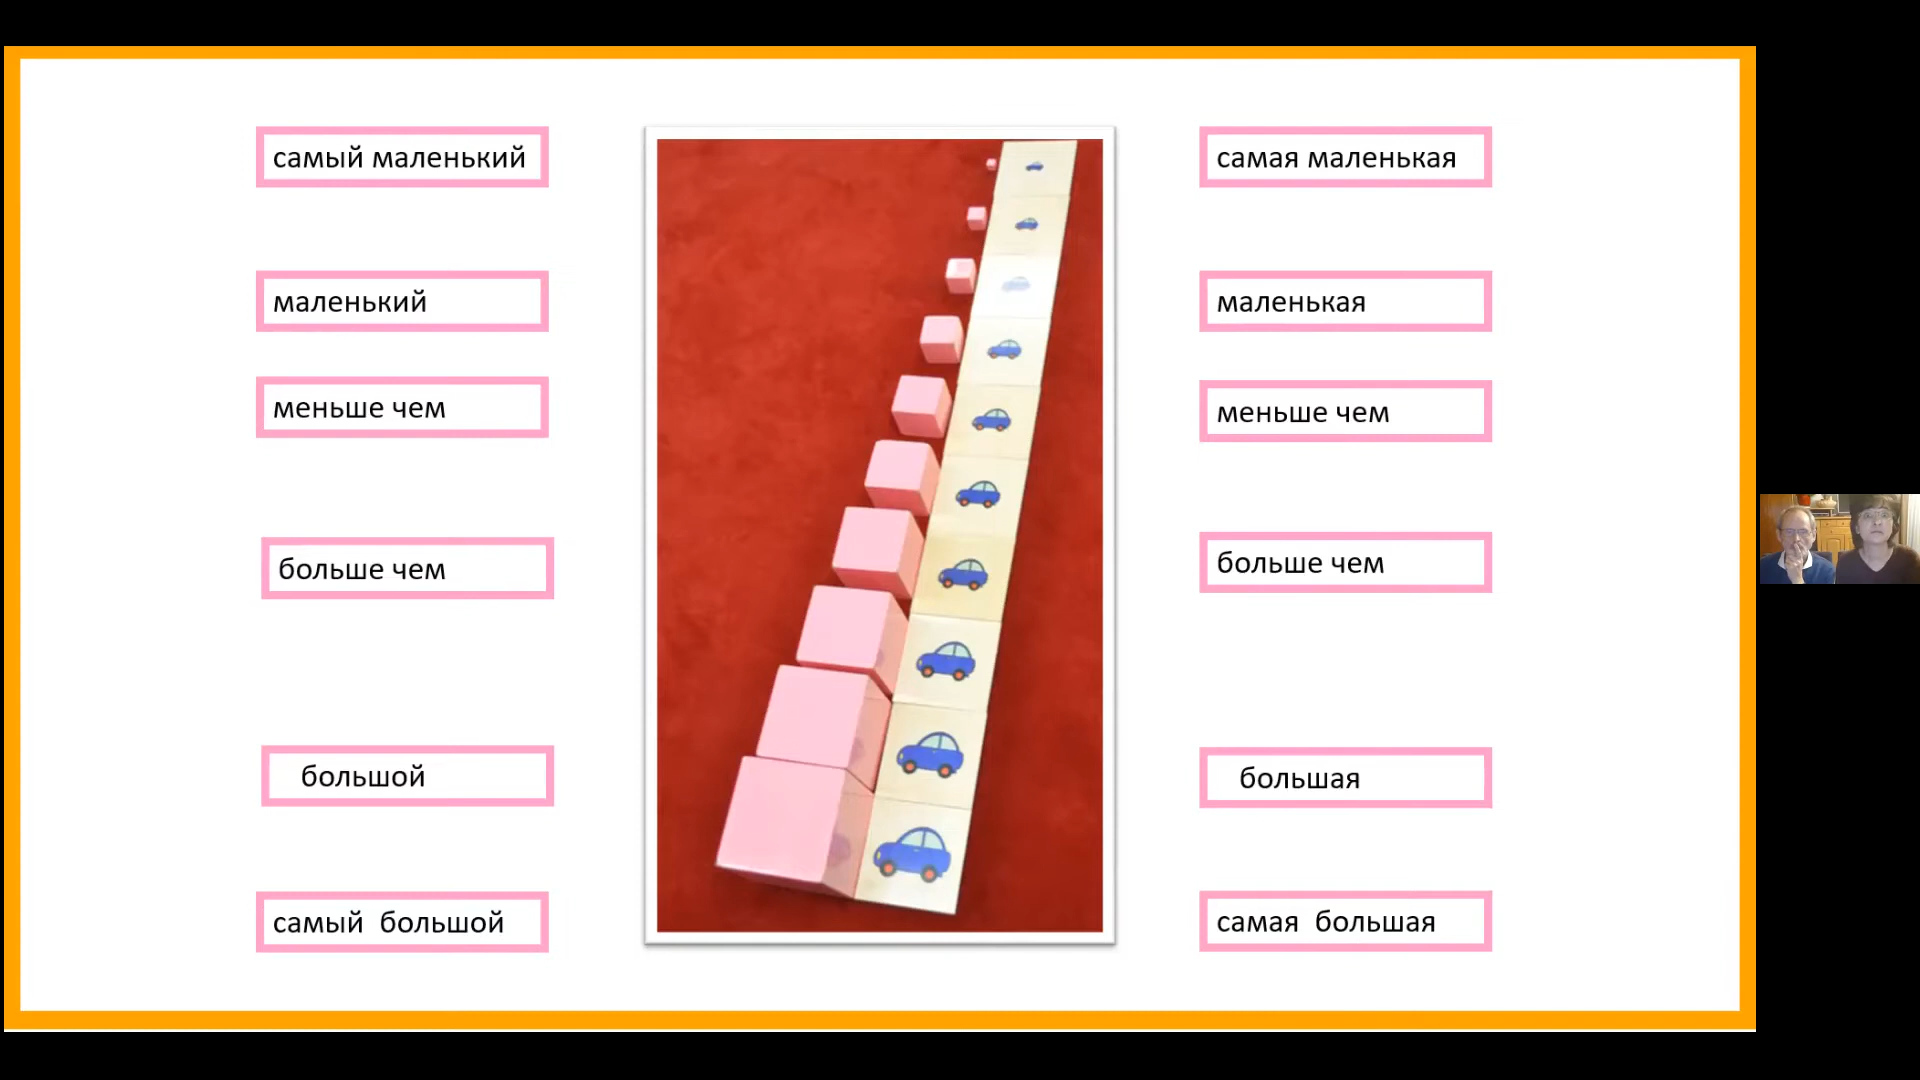 самый маленький
маленький
меньше чем
больше чем
большой
самый большой
самая маленькая
маленькая
меньше чем
больше чем
большая
самая большая